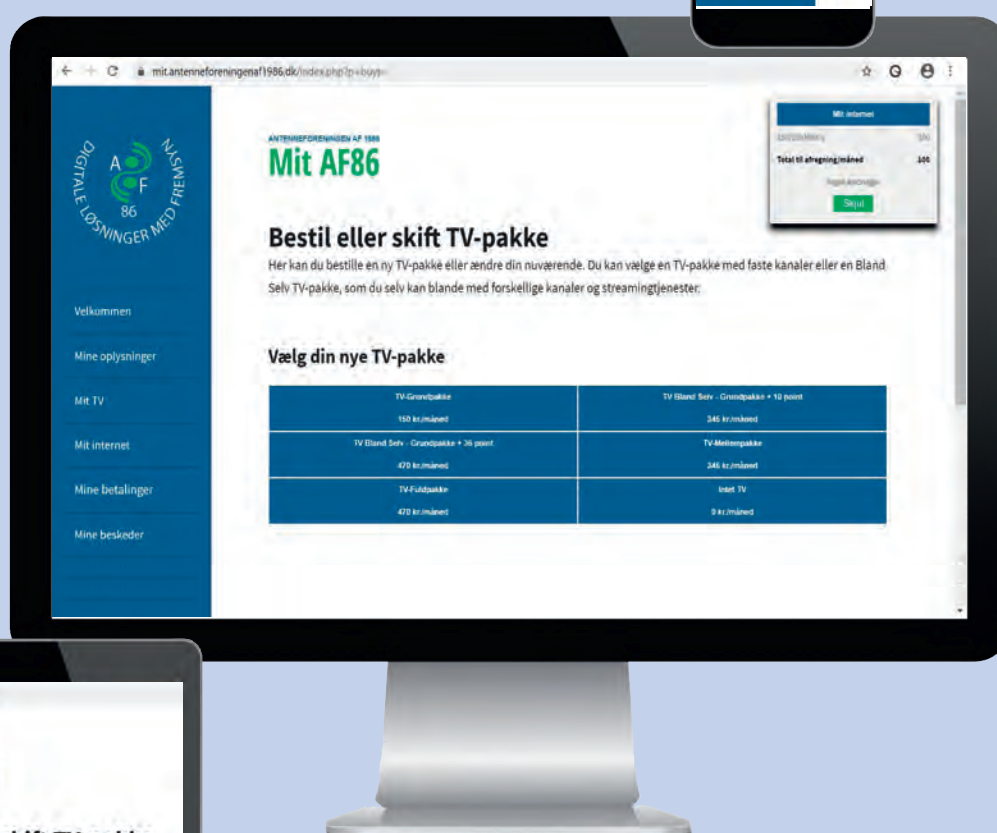 mit.antenneforeningenaf1986.dk/index.php?p=buytv
DIGITALE LØSNINGER MED FREMSYN
A F
86
Velkommen
Mine oplysninger
Mit TV
Mit internet
Mine betalinger
Mine beskeder
ANTENNEFORENINGEN AF 1986
Mit AF86
Mit internet
100
Total til afregning/måned 100
Skjul
Bestil eller skift TV-pakke
Her kan du bestille en ny TV-pakke eller ændre din nuværende. Du kan vælge en TV-pakke med faste kanaler eller en Bland
Selv TV-pakke, som du selv kan blande med forskellige kanaler og streamingtjenester.
Vælg din nye TV-pakke
TV-Grundpakke
150 kr./måned
TV Bland Selv - Grundpakke + 10 point
345 kr./måned
TV Bland Selv - Grundpakke + 36 point
470 kr./måned
TV-Mellempakke
345 kr./måned
TV-Fuldpakke
470 kr./måned
Intet TV
0 kr./måned